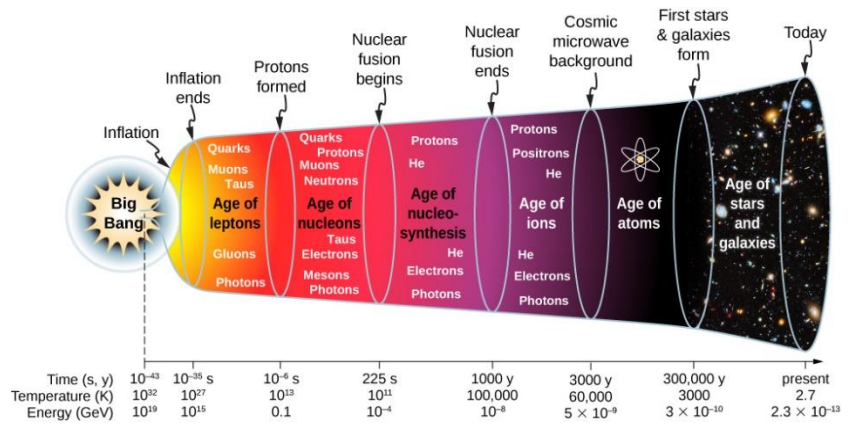 Inflation
Inflation
ends
Protons
formed
Nuclear
fusion
begins
Nuclear
fusion
ends
Cosmic
microwave
background
First stars
& galaxies
form
Today
Big
Bang
Quarks
Muons
Taus
Age of
leptons
Gluons
Photons
Quarks
Protons
Muons
Neutrons
Age of
nucleons
Taus
Electrons
Mesons
Photons
Protons
He
Age of
nucleo-
synthesis
He
Electrons
Photons
Protons
Positrons
He
Age of
ions
He
Electrons
Photons
Age of
atoms
Age of
stars
and
galaxies
Time (s, y) 10⁻⁴³ 10⁻³⁵ s 10⁻⁶ s 225 s 1000 y 3000 y 300,000 y present
Temperature (K) 10³² 10²⁷ 10¹³ 10¹¹ 100,000 60,000 3000 2.7
Energy (GeV) 10¹⁹ 10¹⁵ 0.1 10⁻⁴ 10⁻⁸ 5 × 10⁻⁹ 3 × 10⁻¹⁰ 2.3 × 10⁻¹³